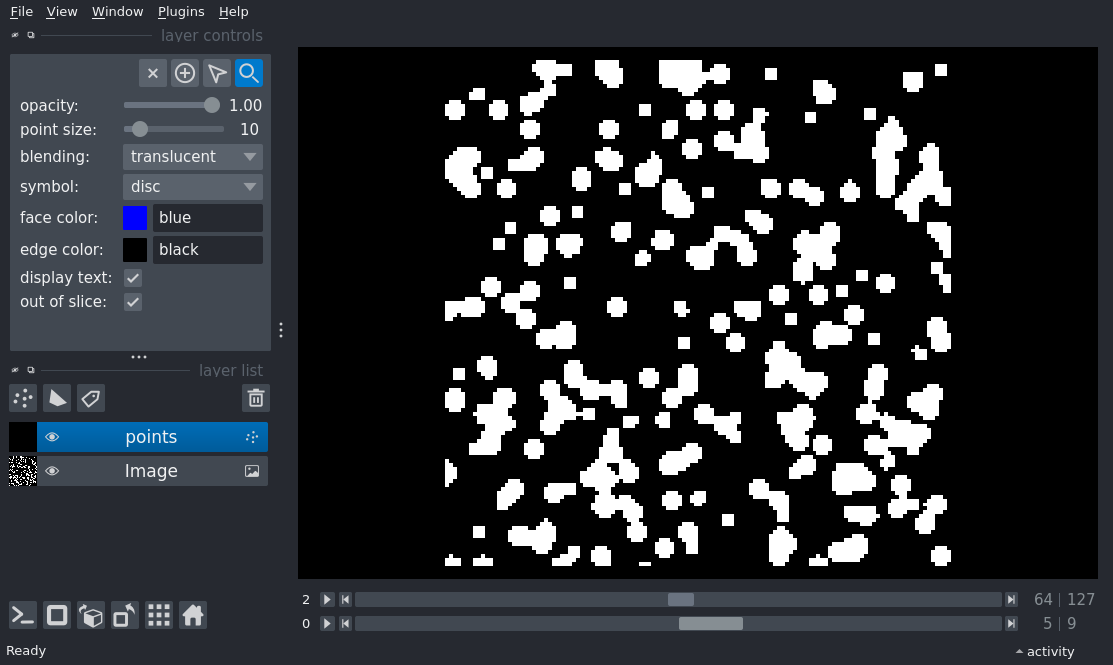 File View Window Plugins Help
layer controls
opacity: 1.00
point size: 10
blending: translucent
symbol: disc
face color: blue
edge color: black
display text:
out of slice:
layer list
points
Image
2 64 | 127
0 5 | 9
Ready activity